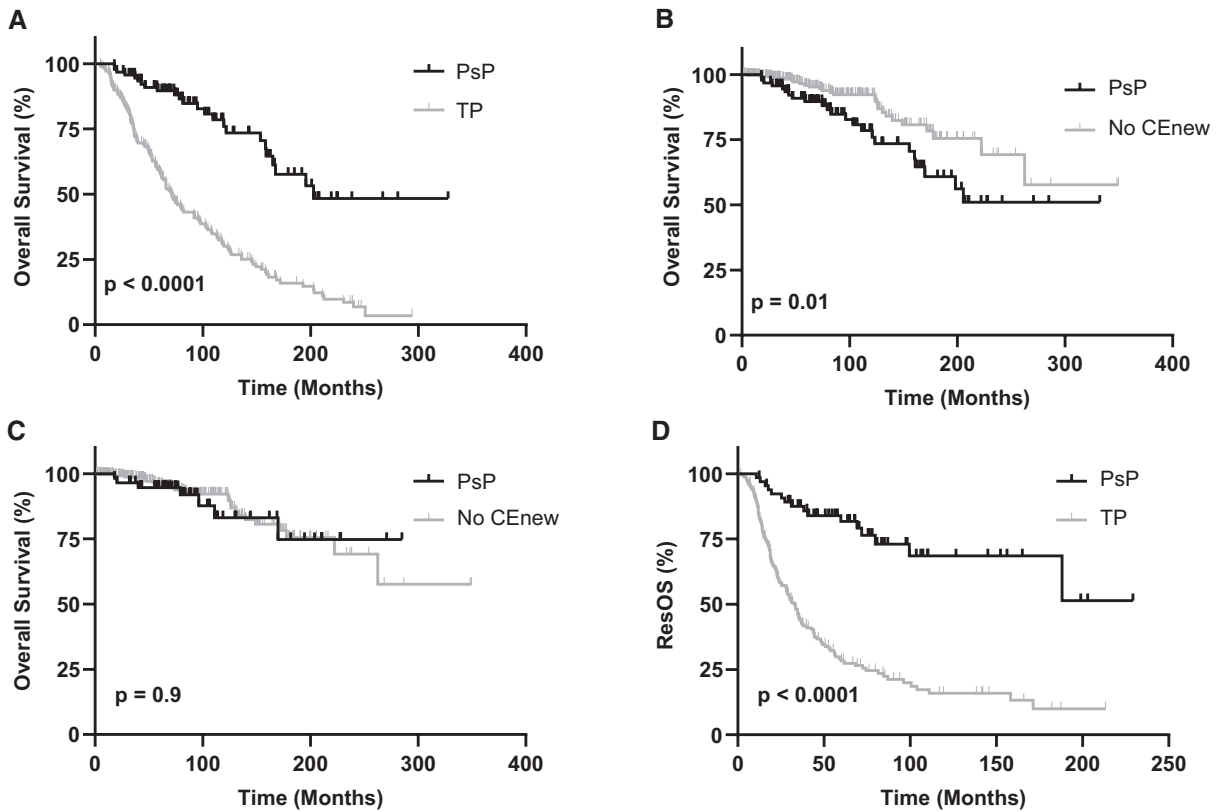 A
Overall Survival (%)
100
75
50
25
0
PsP
TP
p < 0.0001
0 100 200 300 400
Time (Months)
B
Overall Survival (%)
100
75
50
25
0
PsP
No CEnew
p = 0.01
0 100 200 300 400
Time (Months)
C
Overall Survival (%)
100
75
50
25
0
PsP
No CEnew
p = 0.9
0 100 200 300 400
Time (Months)
D
ResOS (%)
100
75
50
25
0
PsP
TP
p < 0.0001
0 50 100 150 200 250
Time (Months)